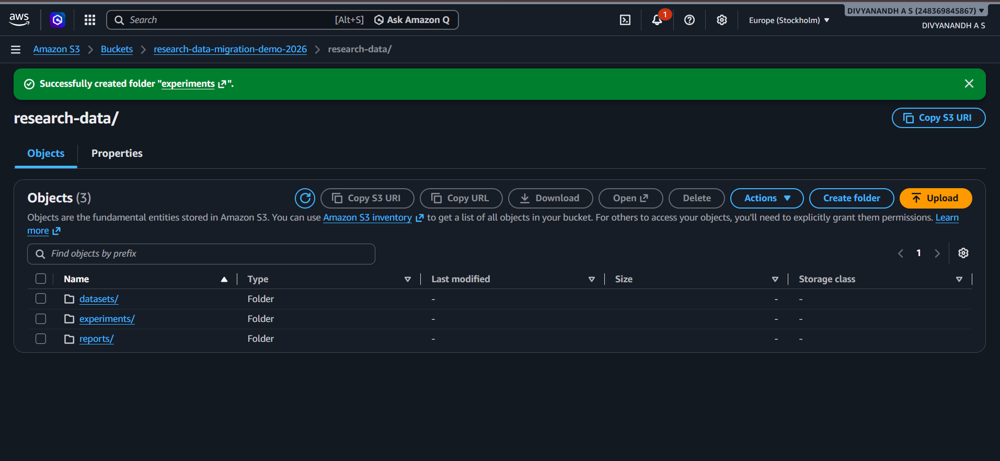 aws
Search [Alt+S] Ask Amazon Q 1 Europe (Stockholm) DIVYANANDH A S (248369845867)
DIVYANANDH A S
Amazon S3 Buckets research-data-migration-demo-2026 research-data/
Successfully created folder "experiments".
research-data/ Copy S3 URI
Objects Properties
Objects (3) Copy S3 URI Copy URL Download Open Delete Actions Create folder Upload
Objects are the fundamental entities stored in Amazon S3. You can use Amazon S3 inventory to get a list of all objects in your bucket. For others to access your objects, you'll need to explicitly grant them permissions. Learn
more
Find objects by prefix 1
Name Type Last modified Size Storage class
datasets/ Folder - - -
experiments/ Folder - - -
reports/ Folder - - -